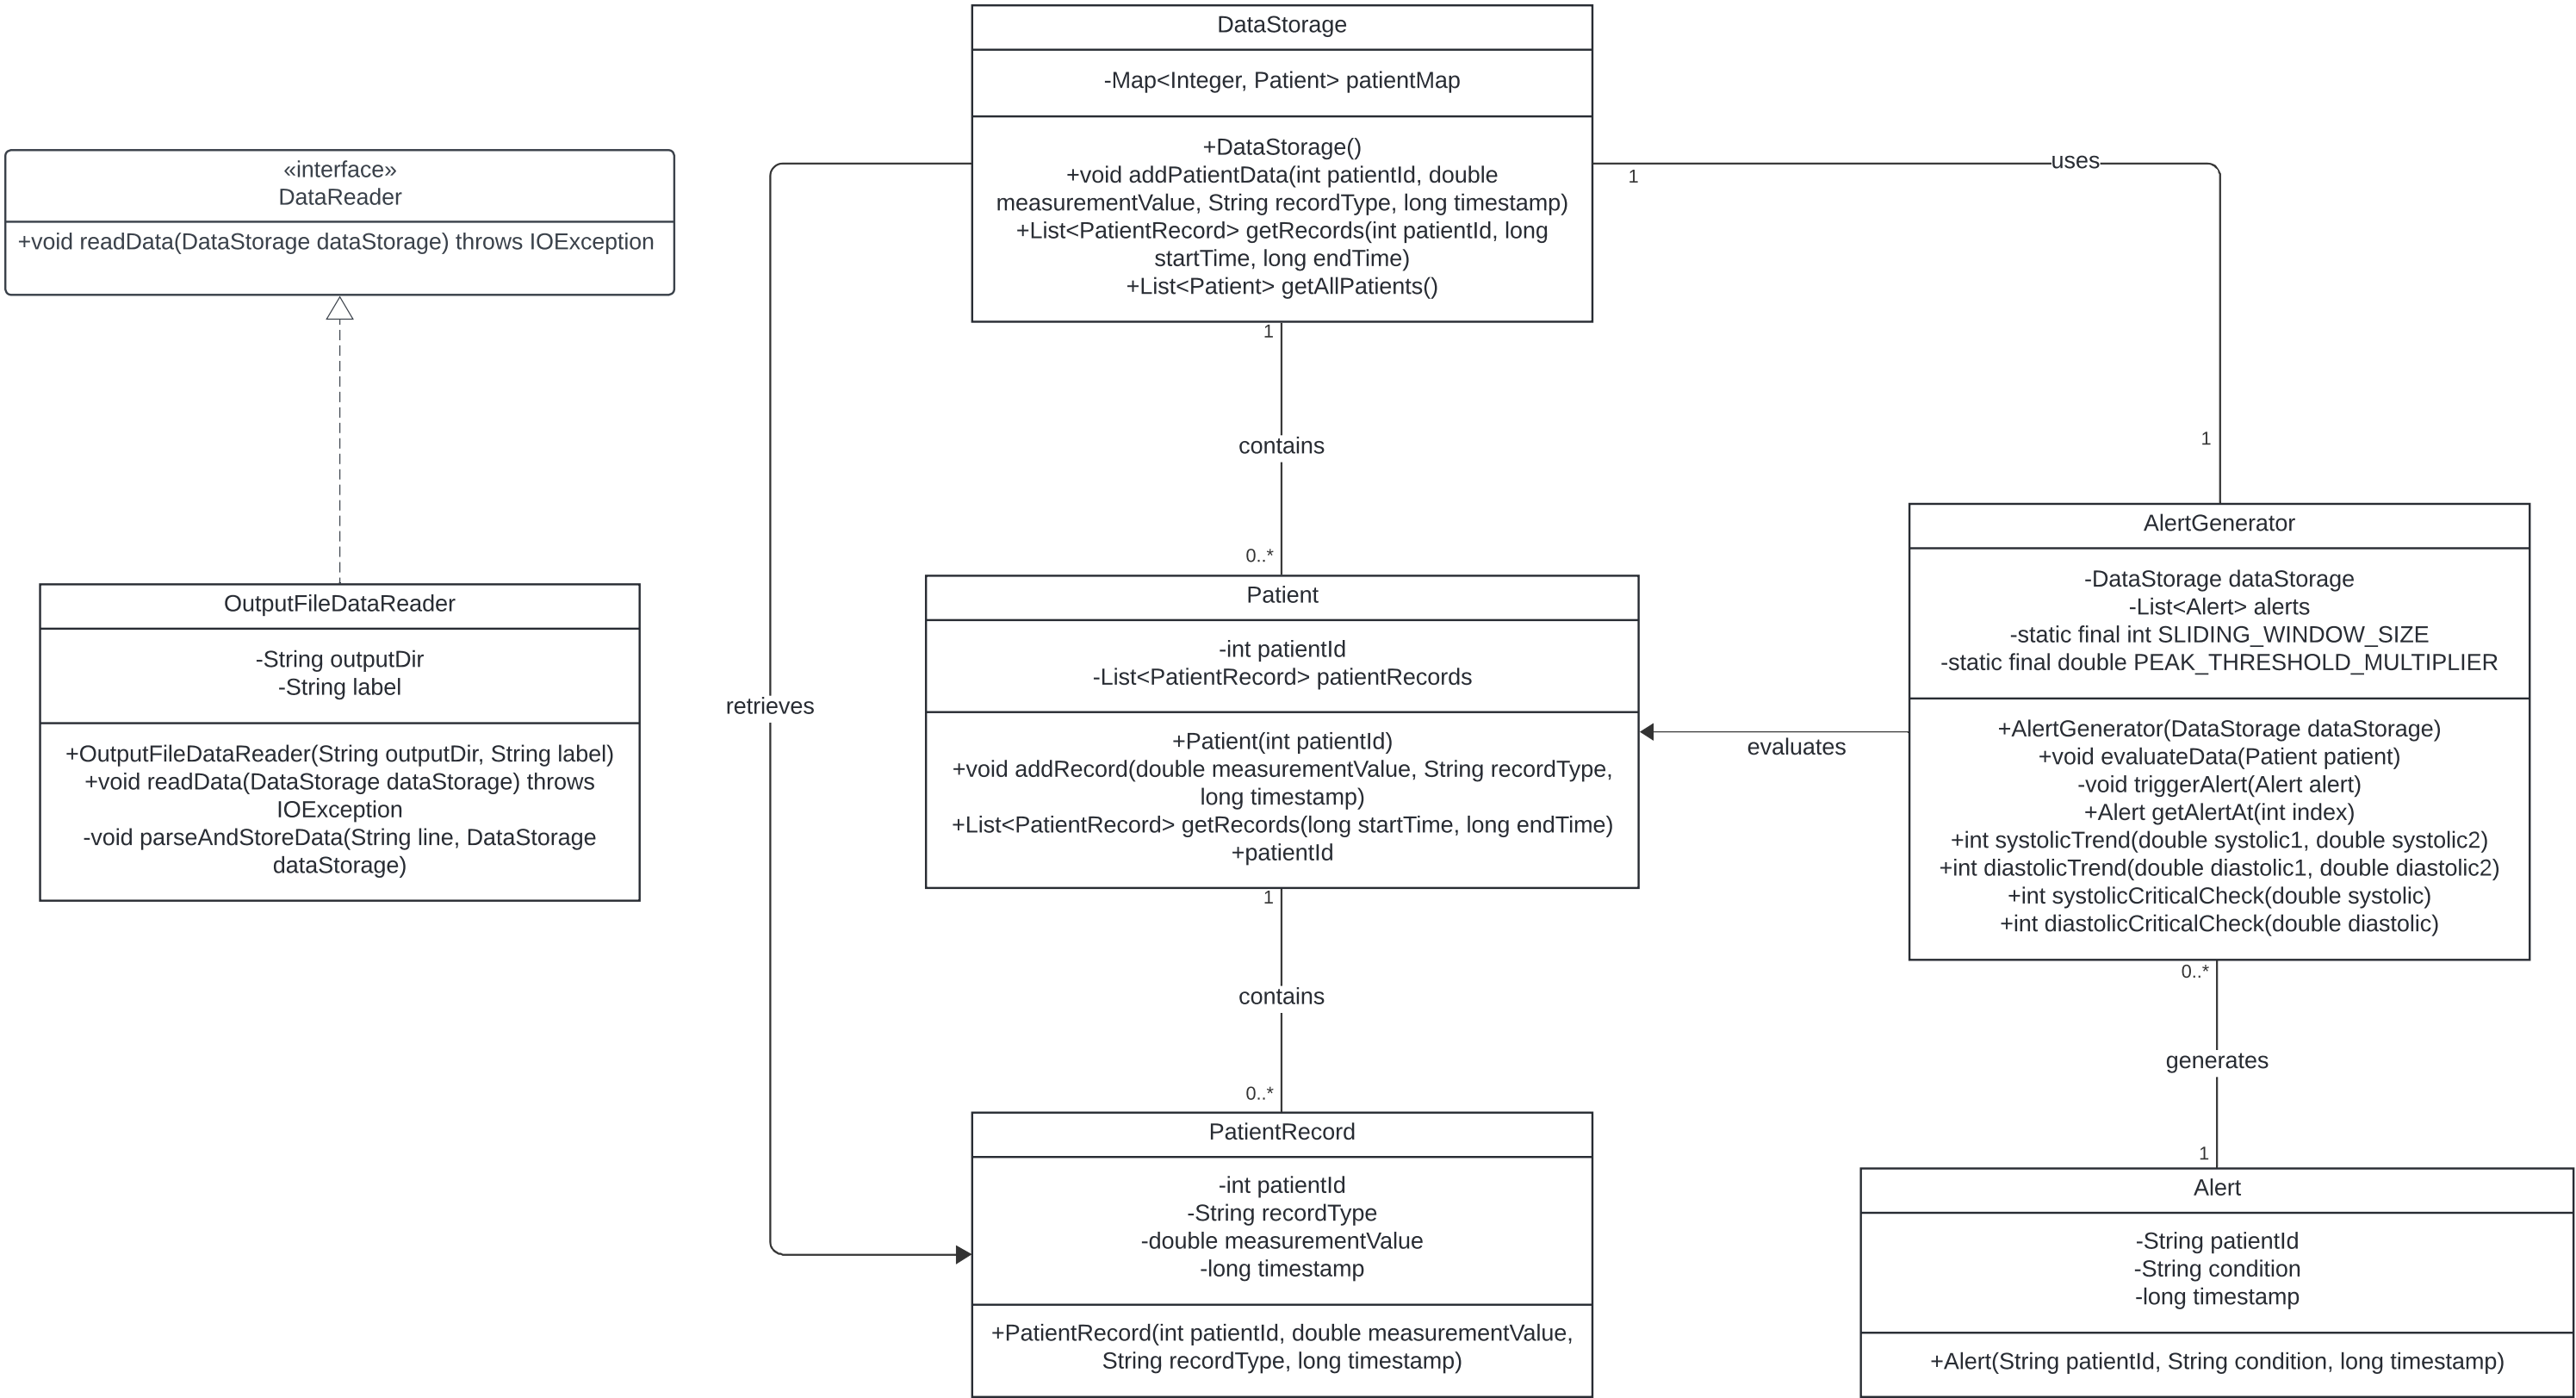 DataStorage
-Map<Integer, Patient> patientMap
+DataStorage()
+void addPatientData(int patientId, double
measurementValue, String recordType, long timestamp)
+List<PatientRecord> getRecords(int patientId, long
startTime, long endTime)
+List<Patient> getAllPatients()
«interface»
DataReader
+void readData(DataStorage dataStorage) throws IOException
OutputFileDataReader
-String outputDir
-String label
+OutputFileDataReader(String outputDir, String label)
+void readData(DataStorage dataStorage) throws
IOException
-void parseAndStoreData(String line, DataStorage
dataStorage)
retrieves
1
contains
0..*
1
uses
1
Patient
-int patientId
-List<PatientRecord> patientRecords
+Patient(int patientId)
+void addRecord(double measurementValue, String recordType,
long timestamp)
+List<PatientRecord> getRecords(long startTime, long endTime)
+patientId
evaluates
AlertGenerator
-DataStorage dataStorage
-List<Alert> alerts
-static final int SLIDING_WINDOW_SIZE
-static final double PEAK_THRESHOLD_MULTIPLIER
+AlertGenerator(DataStorage dataStorage)
+void evaluateData(Patient patient)
-void triggerAlert(Alert alert)
+Alert getAlertAt(int index)
+int systolicTrend(double systolic1, double systolic2)
+int diastolicTrend(double diastolic1, double diastolic2)
+int systolicCriticalCheck(double systolic)
+int diastolicCriticalCheck(double diastolic)
1
contains
0..*
0..*
generates
1
PatientRecord
-int patientId
-String recordType
-double measurementValue
-long timestamp
+PatientRecord(int patientId, double measurementValue,
String recordType, long timestamp)
Alert
-String patientId
-String condition
-long timestamp
+Alert(String patientId, String condition, long timestamp)